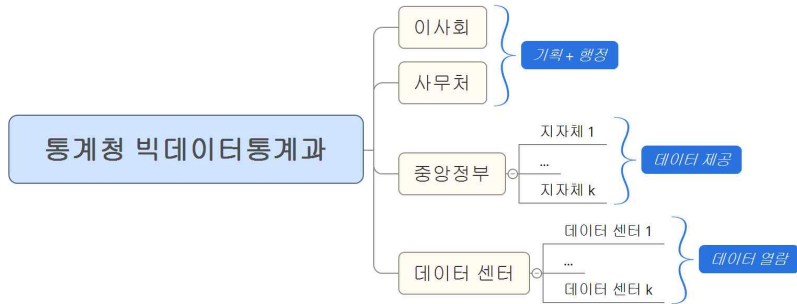 통계청 빅데이터통계과
이사회
사무처
기획 + 행정
중앙정부
지자체 1
...
지자체 k
데이터 제공
데이터 센터
데이터 센터 1
...
데이터 센터 k
데이터 열람